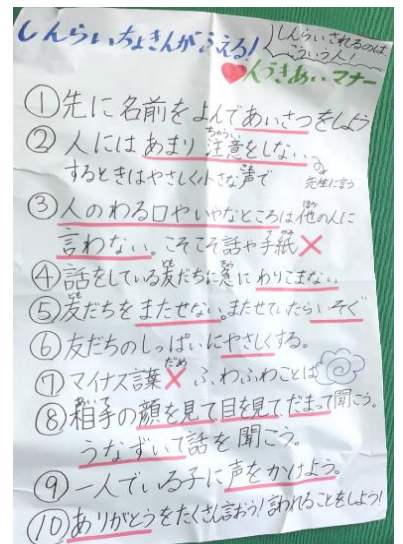 しんらいちょきんがふえる!
しんらいされるのは、
こういう人!
人づきあいマナー
①先に名前をよんであいさつをしよう
②人にはあまり注意をしない
ちゅうい
するときはやさしく小さな声で
先生に言う
③人のわる口やいやなところは他の人に
ほか
言わない。こそこそ話や手紙×
④話をしている友だちに急にわりこまない
⑤友だちをまたせない。またせていたらいそぐ
⑥友だちのしっぱいにやさしくする。
⑦マイナス言葉×ふわふわことば
だめ
⑧相手の顔を見て目を見てだまって聞こう。
うなずいて話を聞こう。
⑨一人でいる子に声をかけよう。
⑩ありがとうをたくさん言おう!言われることをしよう!